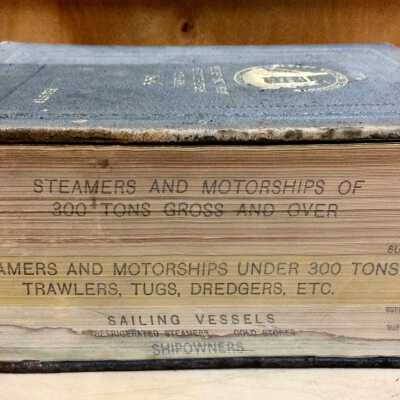 STEAMERS AND MOTORSHIPS OF
300 TONS GROSS AND OVER
AMERS AND MOTORSHIPS UNDER 300 TONS
TRAWLERS, TUGS, DREDGERS, ETC.
SAILING VESSELS
REFRIGERATED STEAMERS COLD STORES
SHIPOWNERS